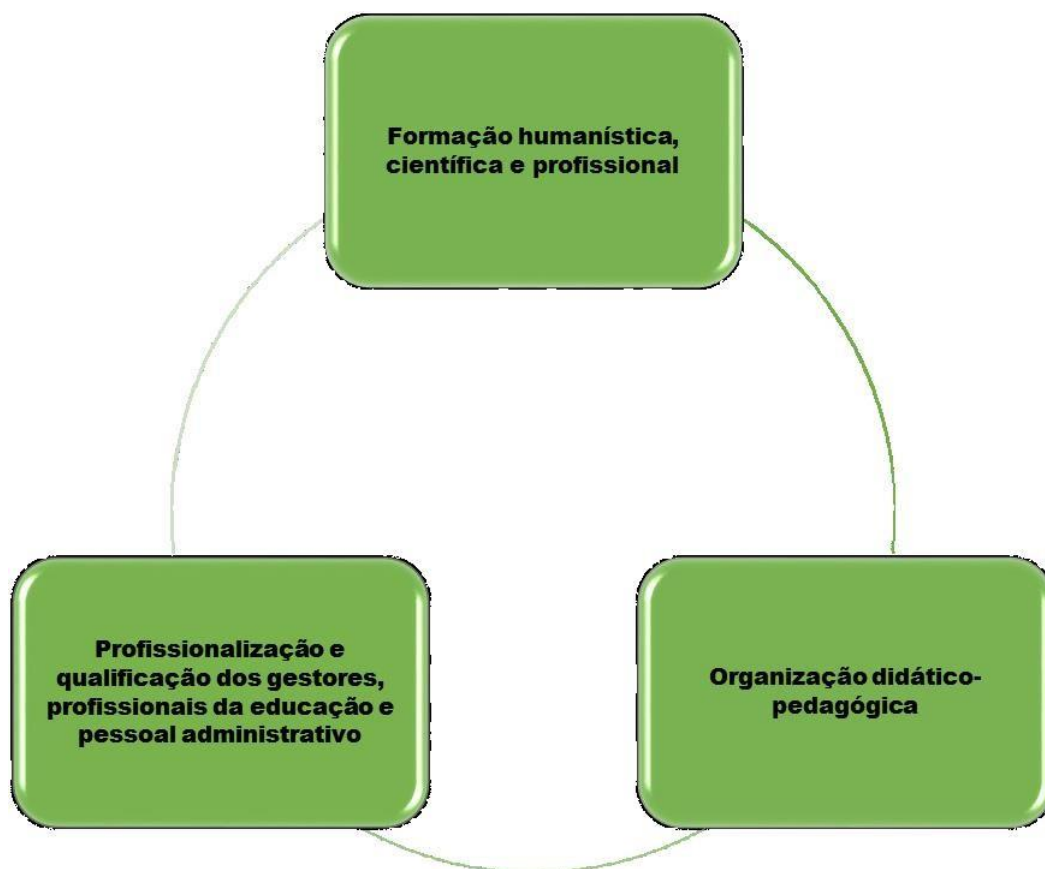 Formação humanística,
científica e profissional
Profissionalização e
qualificação dos gestores,
profissionais da educação e
pessoal administrativo
Organização didático-
pedagógica